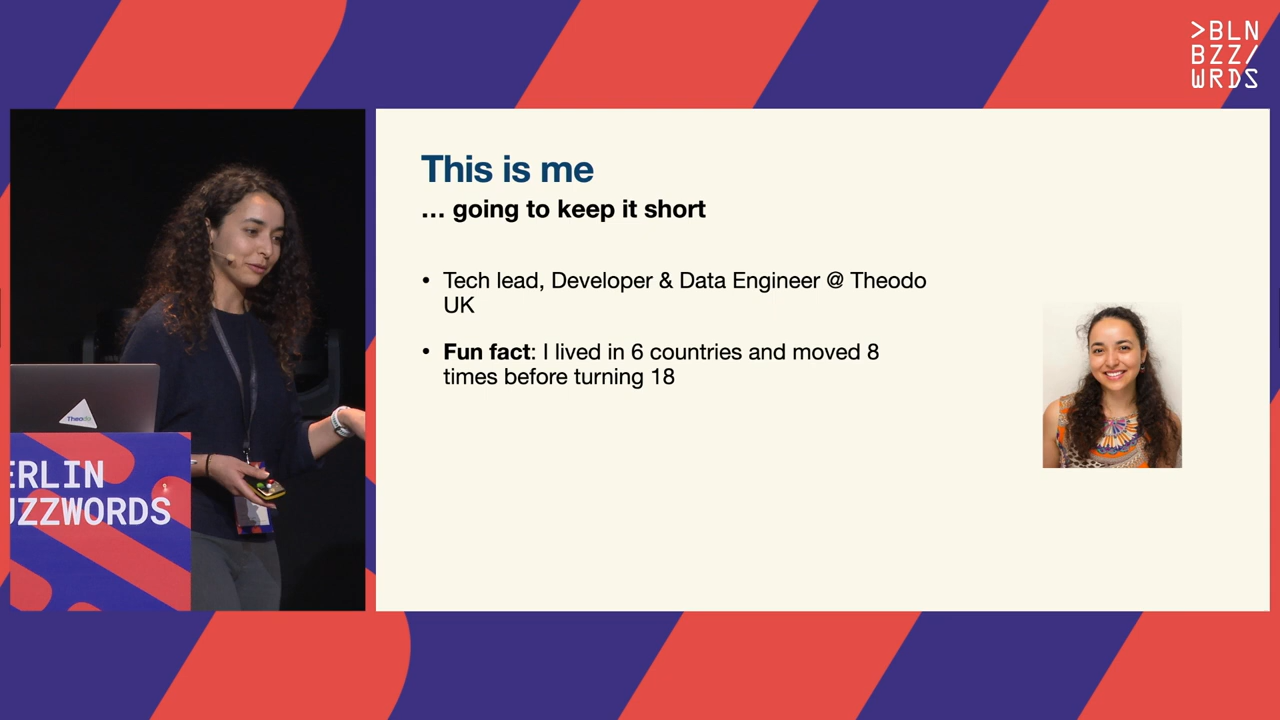 >BLN
BZZ/
WRDS
This is me
… going to keep it short
• Tech lead, Developer & Data Engineer @ Theodo
UK
• Fun fact: I lived in 6 countries and moved 8
times before turning 18
Theodo
ERLIN
UZZWORDS